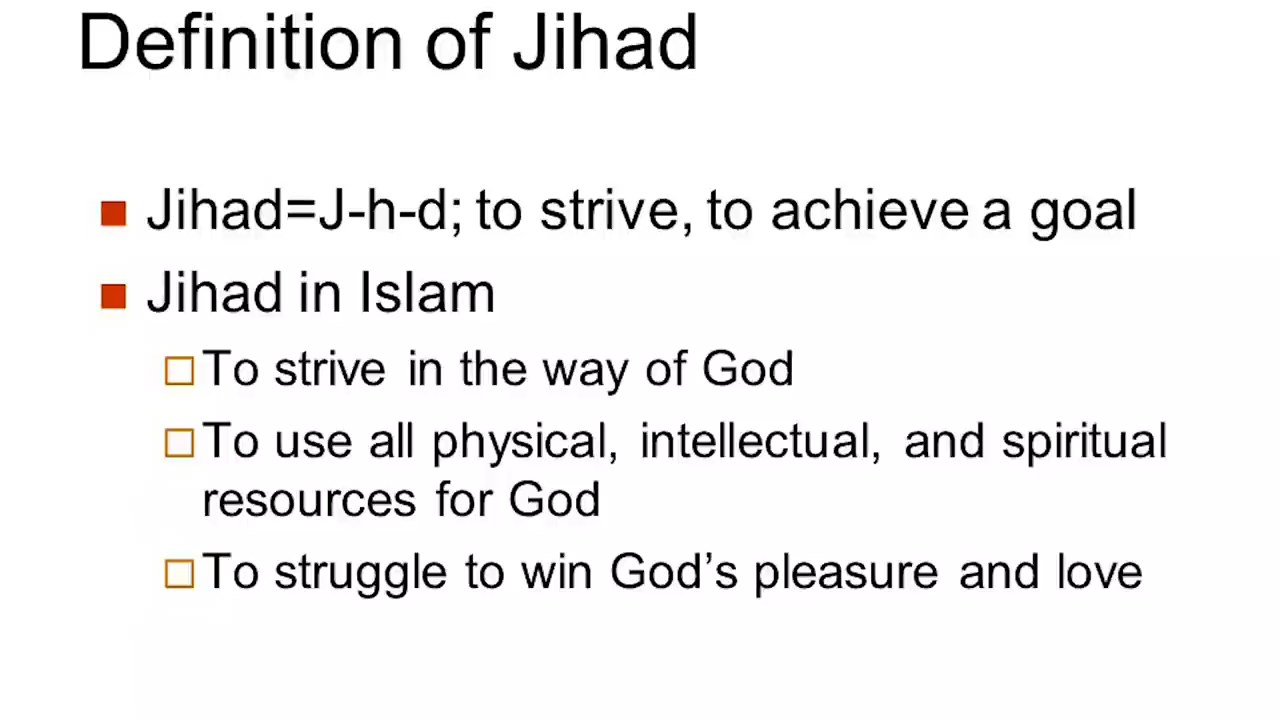 Definition of Jihad
Jihad=J-h-d; to strive, to achieve a goal
Jihad in Islam
To strive in the way of God
To use all physical, intellectual, and spiritual
resources for God
To struggle to win God’s pleasure and love